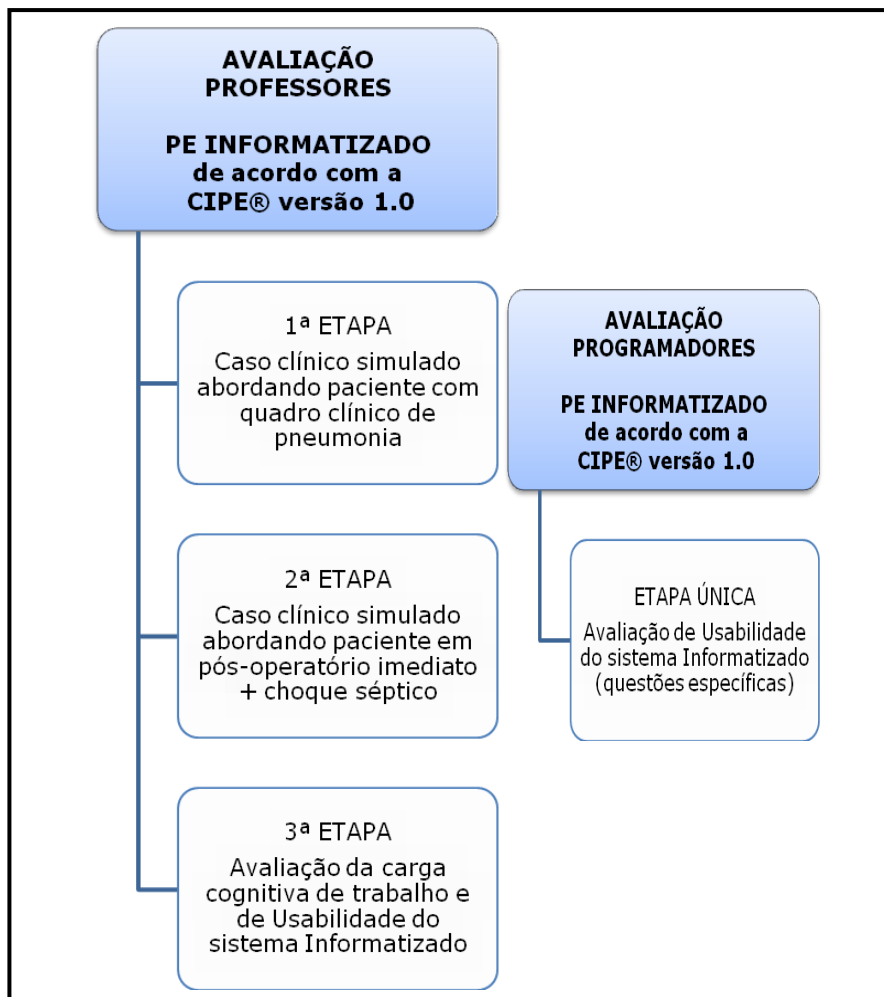 AVALIAÇÃO
PROFESSORES
PE INFORMATIZADO
de acordo com a
CIPE® versão 1.0
1ª ETAPA
Caso clínico simulado
abordando paciente com
quadro clínico de
pneumonia
2ª ETAPA
Caso clínico simulado
abordando paciente em
pós-operatório imediato
+ choque séptico
3ª ETAPA
Avaliação da carga
cognitiva de trabalho e
de Usabilidade do
sistema Informatizado
AVALIAÇÃO
PROGRAMADORES
PE INFORMATIZADO
de acordo com a
CIPE® versão 1.0
ETAPA ÚNICA
Avaliação de Usabilidade
do sistema Informatizado
(questões específicas)